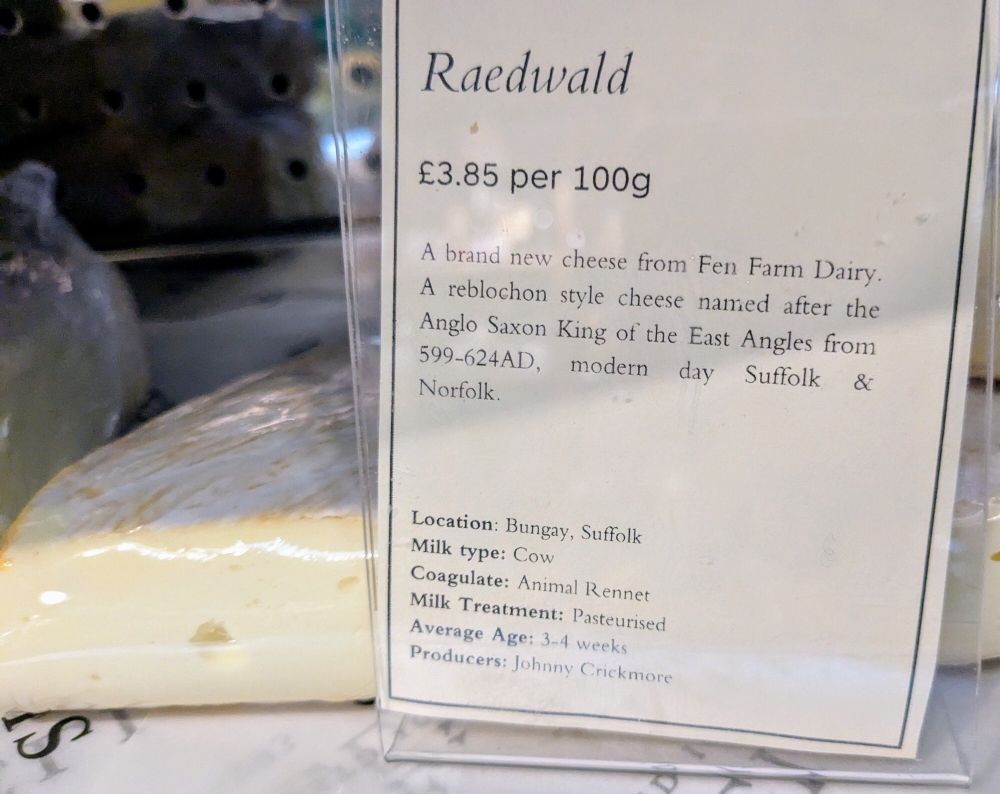 Raedwald
£3.85 per 100g
A brand new cheese from Fen Farm Dairy.
A reblochon style cheese named after the
Anglo Saxon King of the East Angles from
599-624AD, modern day Suffolk &
Norfolk.
Location: Bungay, Suffolk
Milk type: Cow
Coagulate: Animal Rennet
Milk Treatment: Pasteurised
Average Age: 3-4 weeks
Producers: Johnny Crickmore